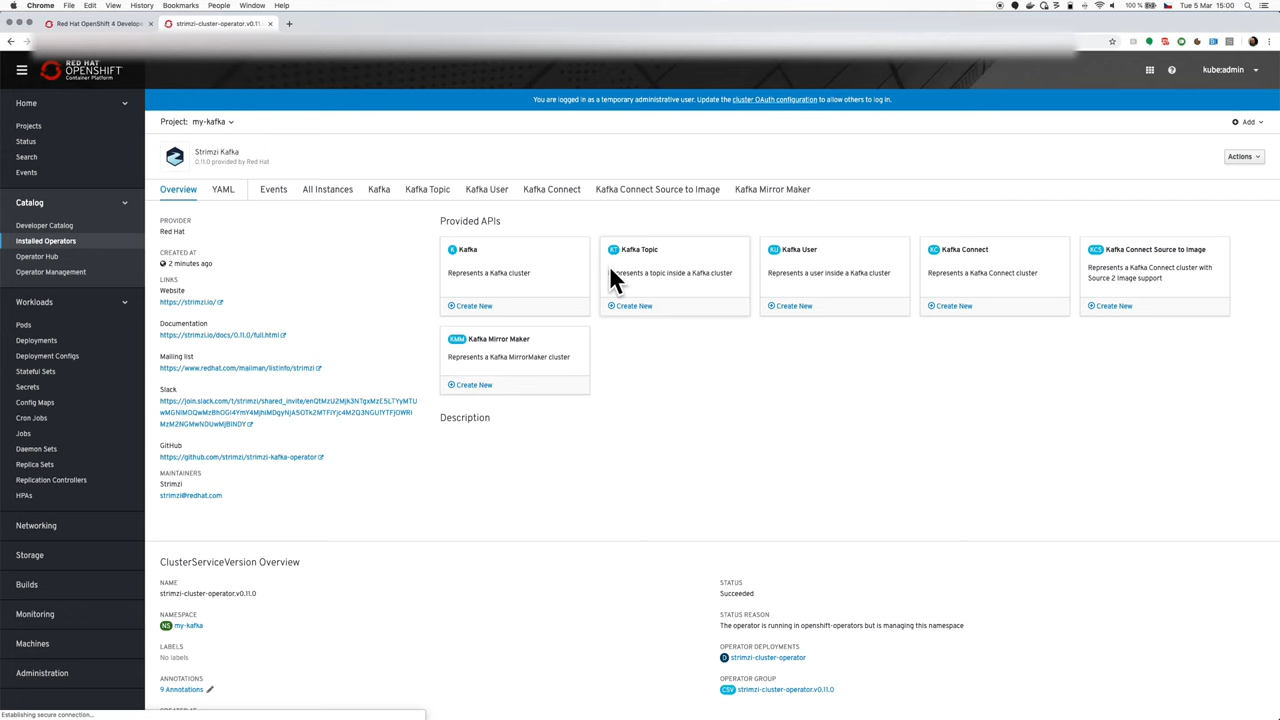 Chrome File Edit View History Bookmarks People Window Help
100 % Tue 5 Mar 15:00
Red Hat OpenShift 4 Develope
strimzi-cluster-operator.v0.11.
RED HAT
OPENSHIFT
Container Platform
kube:admin
You are logged in as a temporary administrative user. Update the cluster OAuth configuration to allow others to log in.
Home
Projects
Status
Search
Events
Catalog
Developer Catalog
Installed Operators
Operator Hub
Operator Management
Workloads
Pods
Deployments
Deployment Configs
Stateful Sets
Secrets
Config Maps
Cron Jobs
Jobs
Daemon Sets
Replica Sets
Replication Controllers
HPAs
Networking
Storage
Builds
Monitoring
Machines
Administration
Project: my-kafka
Add
Strimzi Kafka
0.11.0 provided by Red Hat
Actions
Overview YAML Events All Instances Kafka Kafka Topic Kafka User Kafka Connect Kafka Connect Source to Image Kafka Mirror Maker
PROVIDER
Red Hat
CREATED AT
2 minutes ago
LINKS
Website
https://strimzi.io/
Documentation
https://strimzi.io/docs/0.11.0/full.html
Mailing list
https://www.redhat.com/mailman/listinfo/strimzi
Slack
GitHub
https://github.com/strimzi/strimzi-kafka-operator
MAINTAINERS
Strimzi
strimzi@redhat.com
Provided APIs
K Kafka
Represents a Kafka cluster
Create New
KT Kafka Topic
presents a topic inside a Kafka cluster
Create New
KU Kafka User
Represents a user inside a Kafka cluster
Create New
KC Kafka Connect
Represents a Kafka Connect cluster
Create New
KCS Kafka Connect Source to Image
Represents a Kafka Connect cluster with
Source 2 Image support
Create New
KMM Kafka Mirror Maker
Represents a Kafka MirrorMaker cluster
Create New
Description
ClusterServiceVersion Overview
NAME
strimzi-cluster-operator.v0.11.0
NAMESPACE
NS my-kafka
LABELS
No labels
ANNOTATIONS
9 Annotations
STATUS
Succeeded
STATUS REASON
The operator is running in openshift-operators but is managing this namespace
OPERATOR DEPLOYMENTS
D strimzi-cluster-operator
OPERATOR GROUP
CSV strimzi-cluster-operator.v0.11.0
Establishing secure connection...